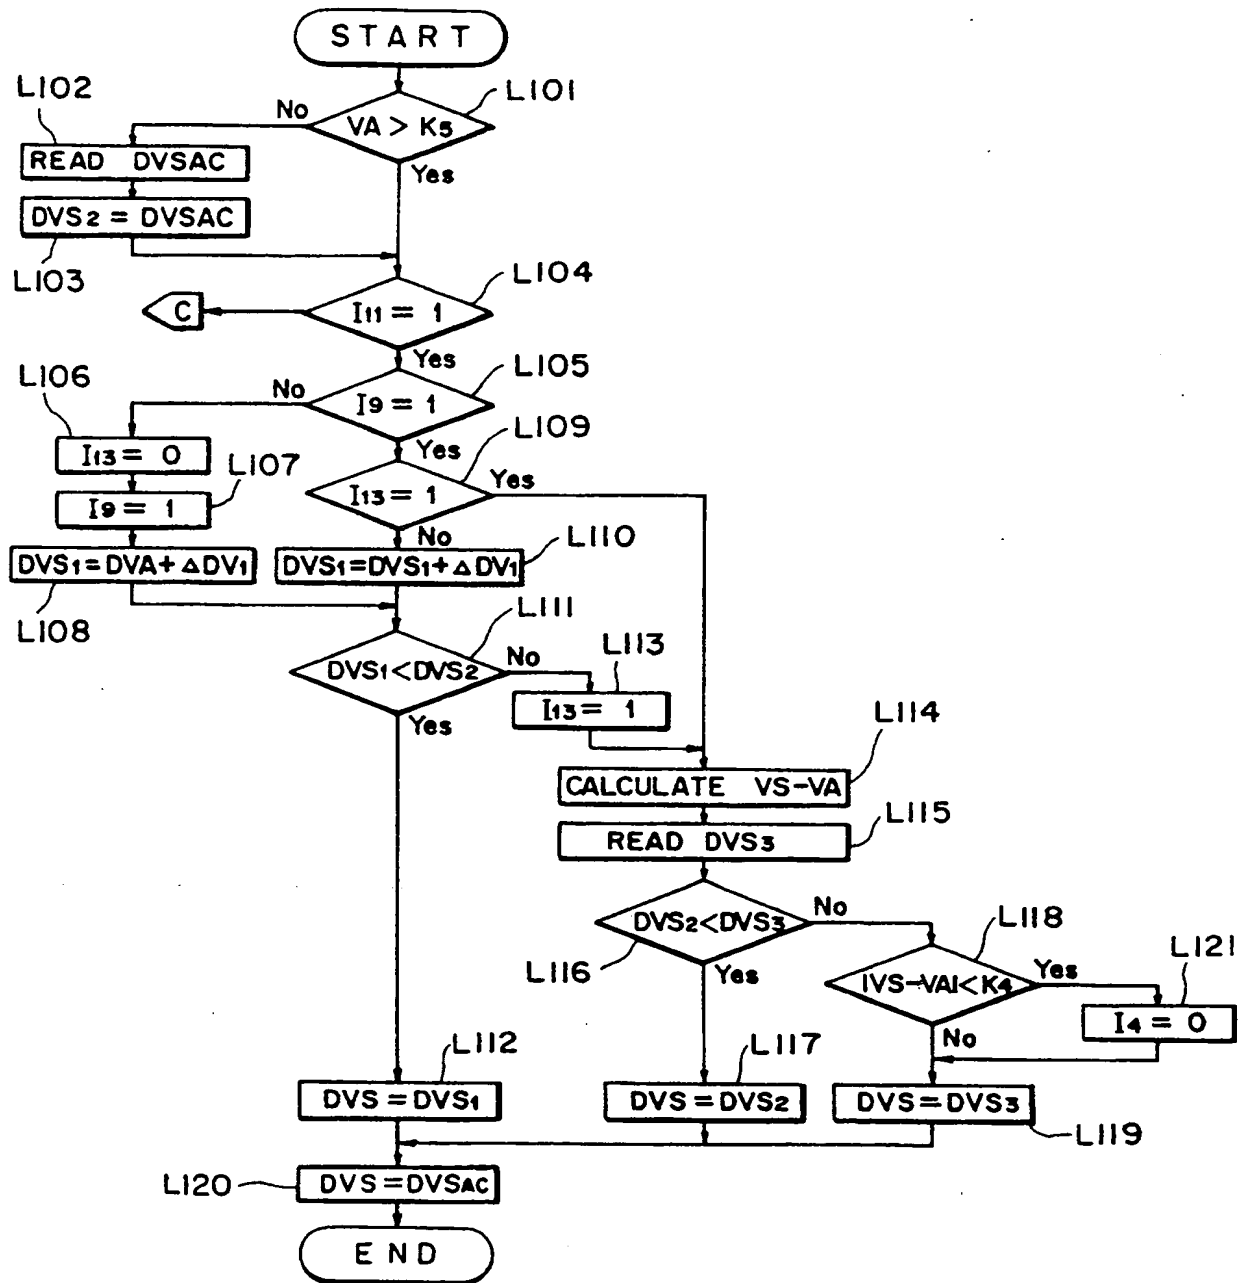 START
L101
L102
No
VA > K5
Yes
READ DVSAC
DVS2 = DVSAC
L103
L104
C
I11 = 1
Yes
L105
L106
No
I9 = 1
L109
Yes
I13 = 0
L107
I13 = 1
Yes
I9 = 1
No
L110
DVS1=DVA+ΔDV1
DVS1=DVS1+ΔDV1
L108
L111
DVS1<DVS2
No
L113
Yes
I13 = 1
L114
CALCULATE VS-VA
L115
READ DVS3
DVS2<DVS3
No
L118
L116
Yes
IVS-VAI<K4
Yes
L121
I4 = 0
No
L112
L117
DVS=DVS1
DVS=DVS2
DVS=DVS3
L119
L120
DVS=DVSAC
END